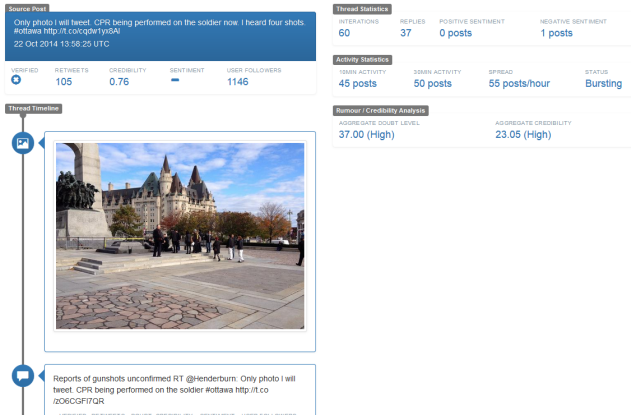 Source Post
Only photo I will tweet. CPR being performed on the soldier now. I heard four shots.
#ottawa http://t.co/cqdw1yx8AI
22 Oct 2014 13:58:25 UTC
VERIFIED RETWEETS CREDIBILITY SENTIMENT USER FOLLOWERS
105 0.76 1146
Thread Timeline
Reports of gunshots unconfirmed RT @Henderburn: Only photo I will
tweet. CPR being performed on the soldier #ottawa http://t.co
/zO6CGFI7QR
Thread Statistics
INTERATIONS REPLIES POSITIVE SENTIMENT NEGATIVE SENTIMENT
60 37 0 posts 1 posts
Activity Statistics
10MIN ACTIVITY 30MIN ACTIVITY SPREAD STATUS
45 posts 50 posts 55 posts/hour Bursting
Rumour / Credibility Analysis
AGGREGATE DOUBT LEVEL AGGREGATE CREDIBILITY
37.00 (High) 23.05 (High)